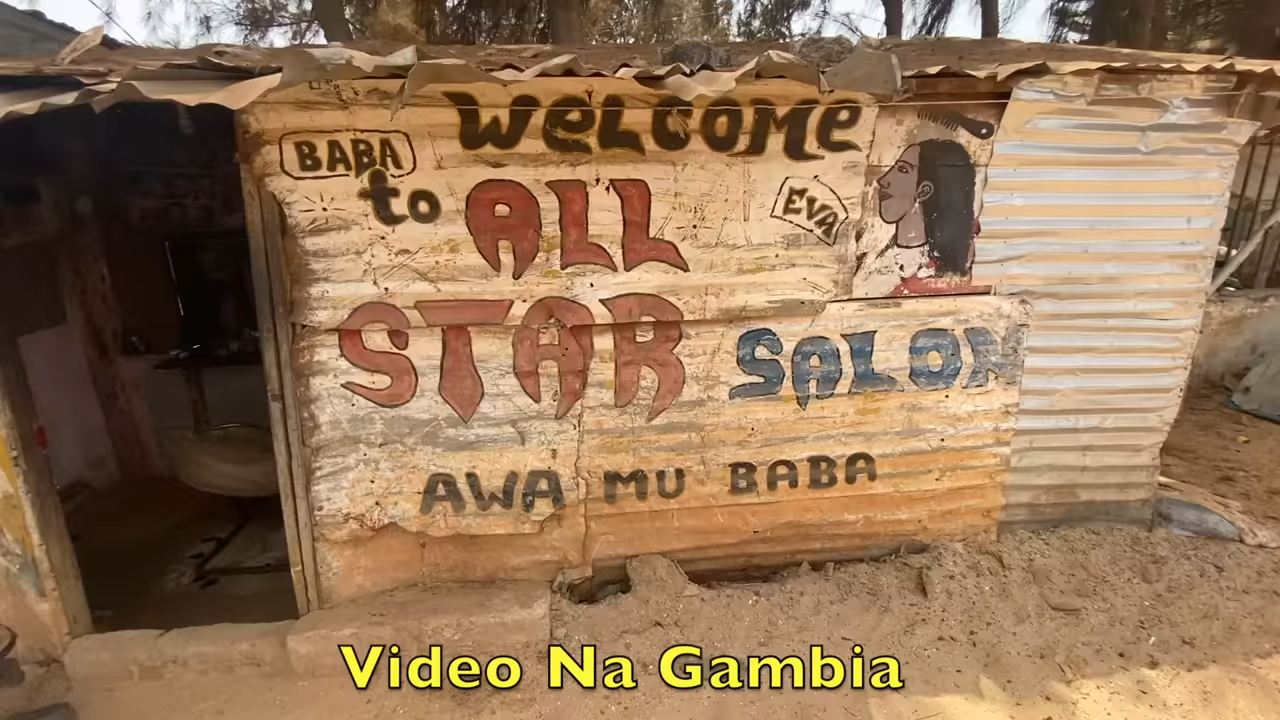 WELCOME
BABA
to ALL
EVA
STAR SALON
AWA MU BABA
Video Na Gambia